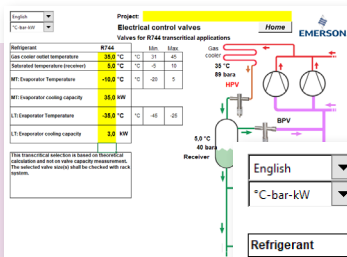 English
°C-Bar-kW
Project:
Electrical control valves
Home
EMERSON
Valves for R744 transcritical applications
Refrigerant R744 Min. Max.
Gas cooler outlet temperature 35,0 °C °C 31 45
Saturated temperature (receiver) 5,0 °C °C -5 10
MT: Evaporator Temperature -10,0 °C °C -20 5
MT: Evaporator cooling capacity 35,0 kW
LT: Evaporator Temperature -35,0 °C °C -45 -25
LT: Evaporator cooling capacity 3,0 kW
This transcritical selection is based on theoretical
calculation and not on valve capacity measurement.
The selected valve size(s) shall be checked with rack
system.
Gas
cooler
35 °C
89 bara
HPV
5,0 °C
40 bara
Receiver
BPV
English
°C-bar-kW
Refrigerant